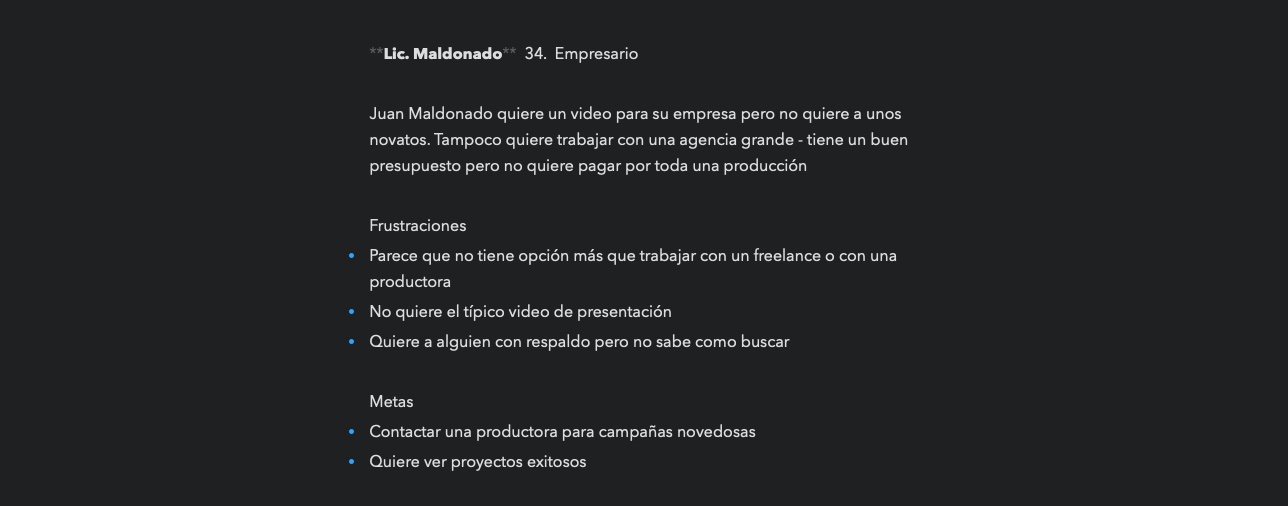 **Lic. Maldonado** 34. Empresario
Juan Maldonado quiere un video para su empresa pero no quiere a unos
novatos. Tampoco quiere trabajar con una agencia grande - tiene un buen
presupuesto pero no quiere pagar por toda una producción
Frustraciones
• Parece que no tiene opción más que trabajar con un freelance o con una
productora
• No quiere el típico video de presentación
• Quiere a alguien con respaldo pero no sabe como buscar
Metas
• Contactar una productora para campañas novedosas
• Quiere ver proyectos exitosos